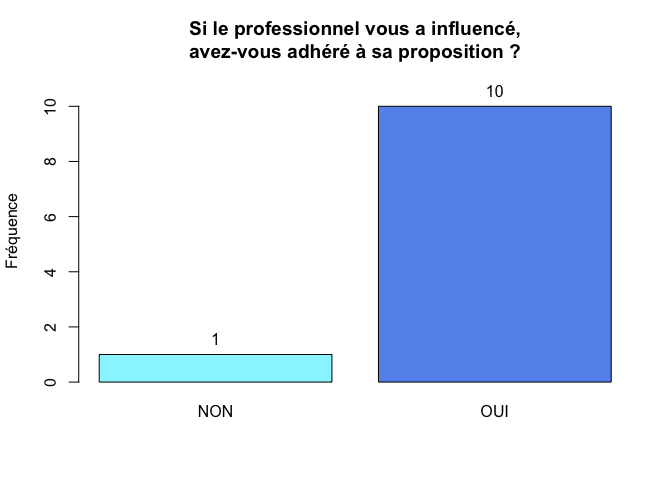 Si le professionnel vous a influencé,
avez-vous adhéré à sa proposition ?
10
1
Fréquence
10
8
6
4
2
0
NON OUI